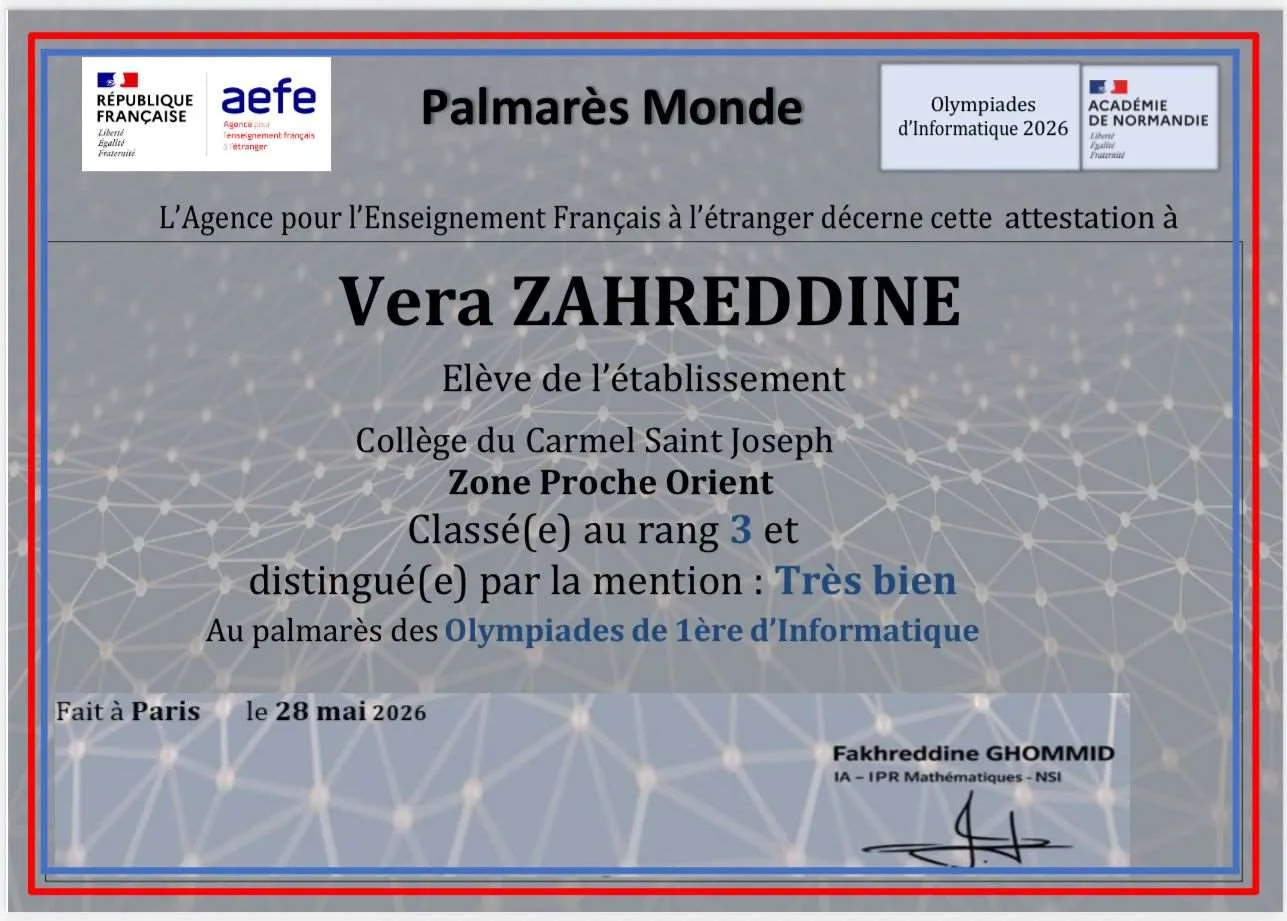 RÉPUBLIQUE
FRANÇAISE
Liberté
Égalité
Fraternité
aefe
Agence pour
l'enseignement français
à l'étranger
Palmarès Monde
Olympiades
d'Informatique 2026
ACADÉMIE
DE NORMANDIE
Liberté
Égalité
Fraternité
L'Agence pour l'Enseignement Français à l'étranger décerne cette attestation à
Vera ZAHREDDINE
Elève de l'établissement
Collège du Carmel Saint Joseph
Zone Proche Orient
Classé(e) au rang 3 et
distingué(e) par la mention : Très bien
Au palmarès des Olympiades de 1ère d'Informatique
Fait à Paris le 28 mai 2026
Fakhreddine GHOMMID
IA – IPR Mathématiques - NSI